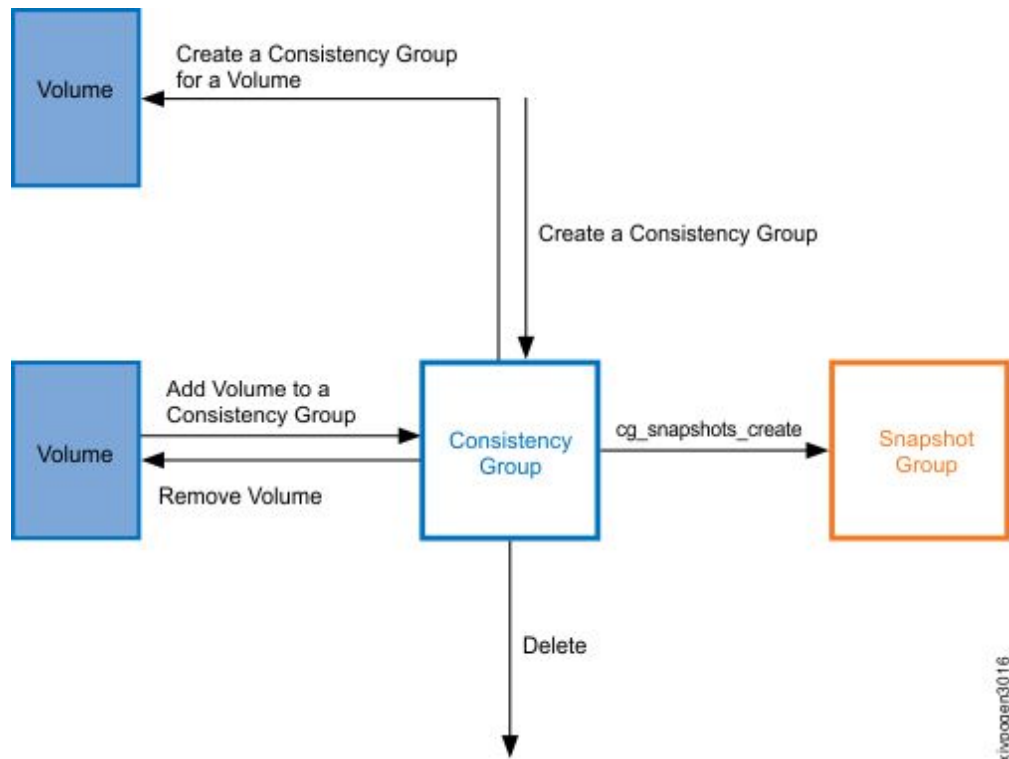 Create a Consistency Group
for a Volume
Volume
Create a Consistency Group
Add Volume to a
Consistency Group
Volume
Consistency
Group
cg_snapshots_create
Snapshot
Group
Remove Volume
Delete